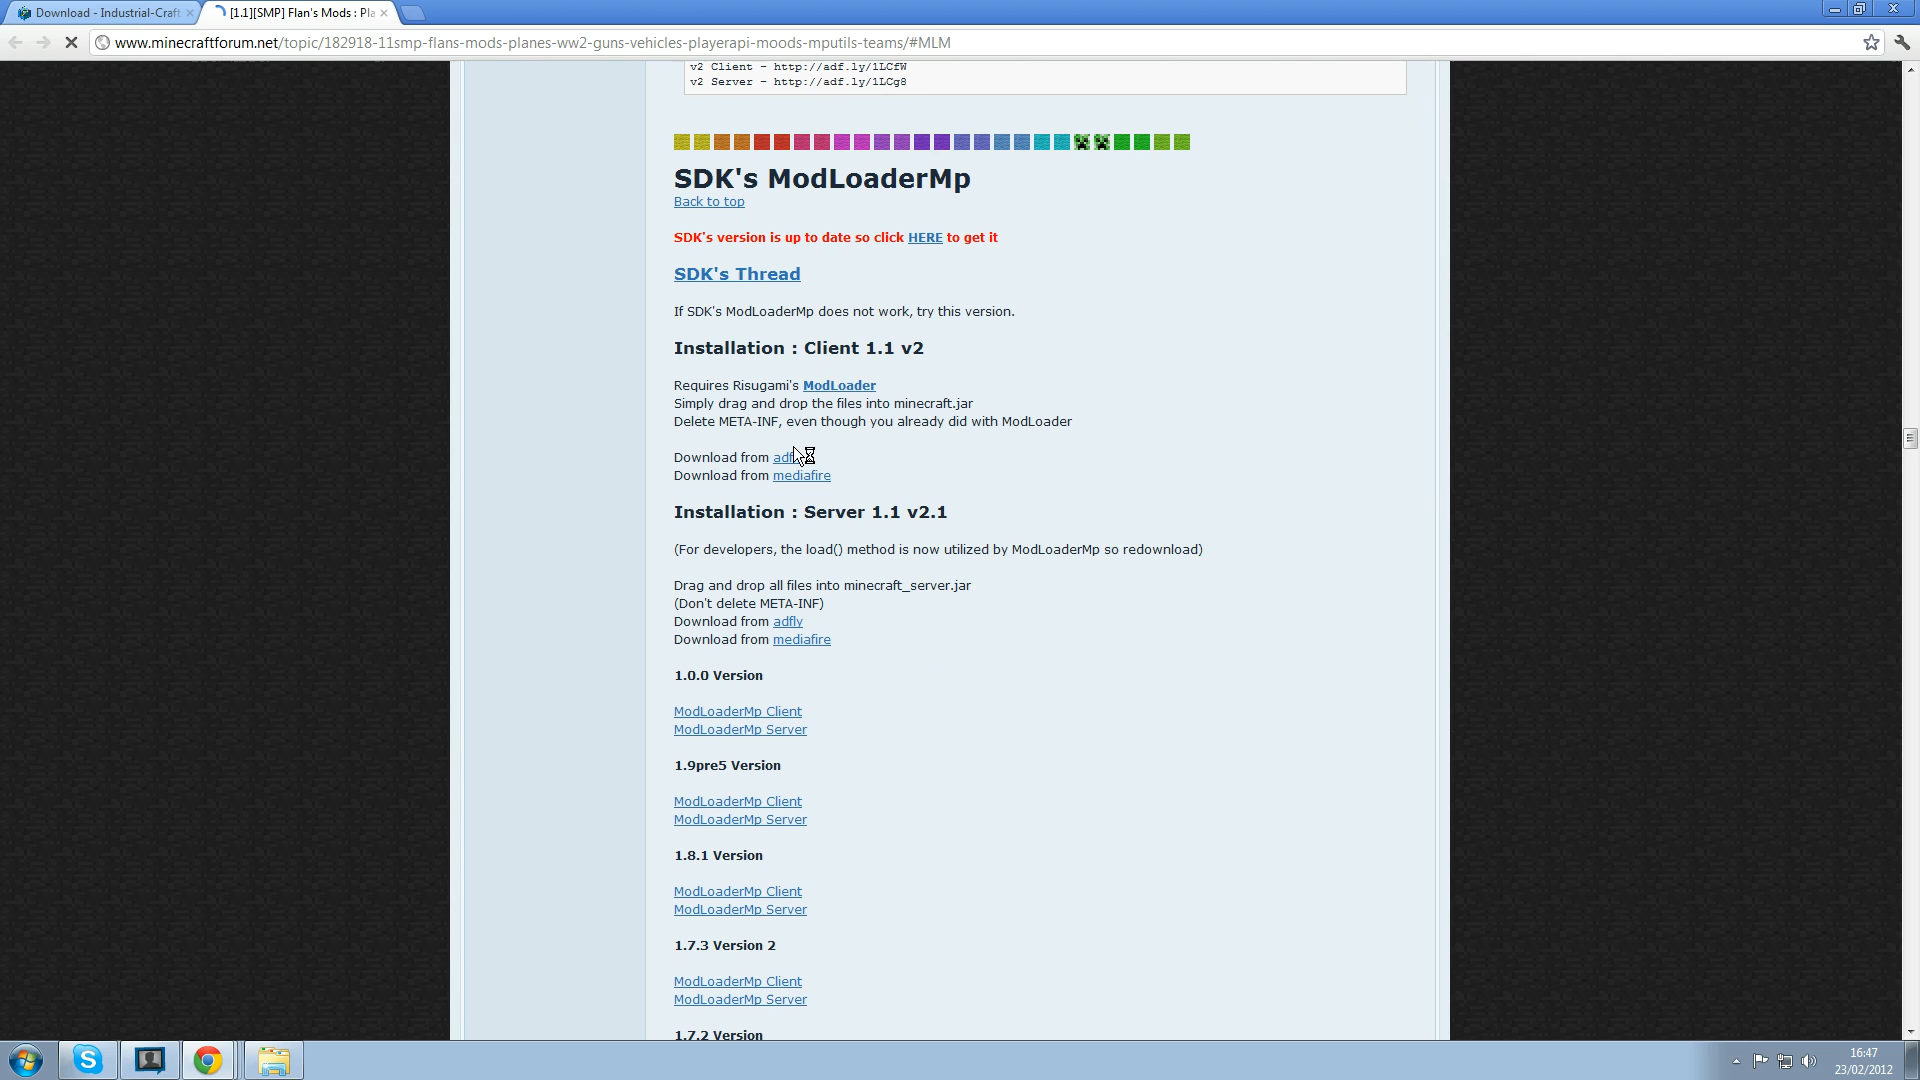 Download - Industrial-Craft
[1.1][SMP] Flan's Mods : Pla
www.minecraftforum.net/topic/182918-11smp-flans-mods-planes-ww2-guns-vehicles-playerapi-moods-mputils-teams/#MLM
v2 Client - http://adf.ly/1LCfW
v2 Server - http://adf.ly/1LCg8
SDK's ModLoaderMp
Back to top
SDK's version is up to date so click HERE to get it
SDK's Thread
If SDK's ModLoaderMp does not work, try this version.
Installation : Client 1.1 v2
Requires Risugami's ModLoader
Simply drag and drop the files into minecraft.jar
Delete META-INF, even though you already did with ModLoader
Download from adf
Download from mediafire
Installation : Server 1.1 v2.1
(For developers, the load() method is now utilized by ModLoaderMp so redownload)
Drag and drop all files into minecraft_server.jar
(Don't delete META-INF)
Download from adfly
Download from mediafire
1.0.0 Version
ModLoaderMp Client
ModLoaderMp Server
1.9pre5 Version
ModLoaderMp Client
ModLoaderMp Server
1.8.1 Version
ModLoaderMp Client
ModLoaderMp Server
1.7.3 Version 2
ModLoaderMp Client
ModLoaderMp Server
1.7.2 Version
16:47
23/02/2012